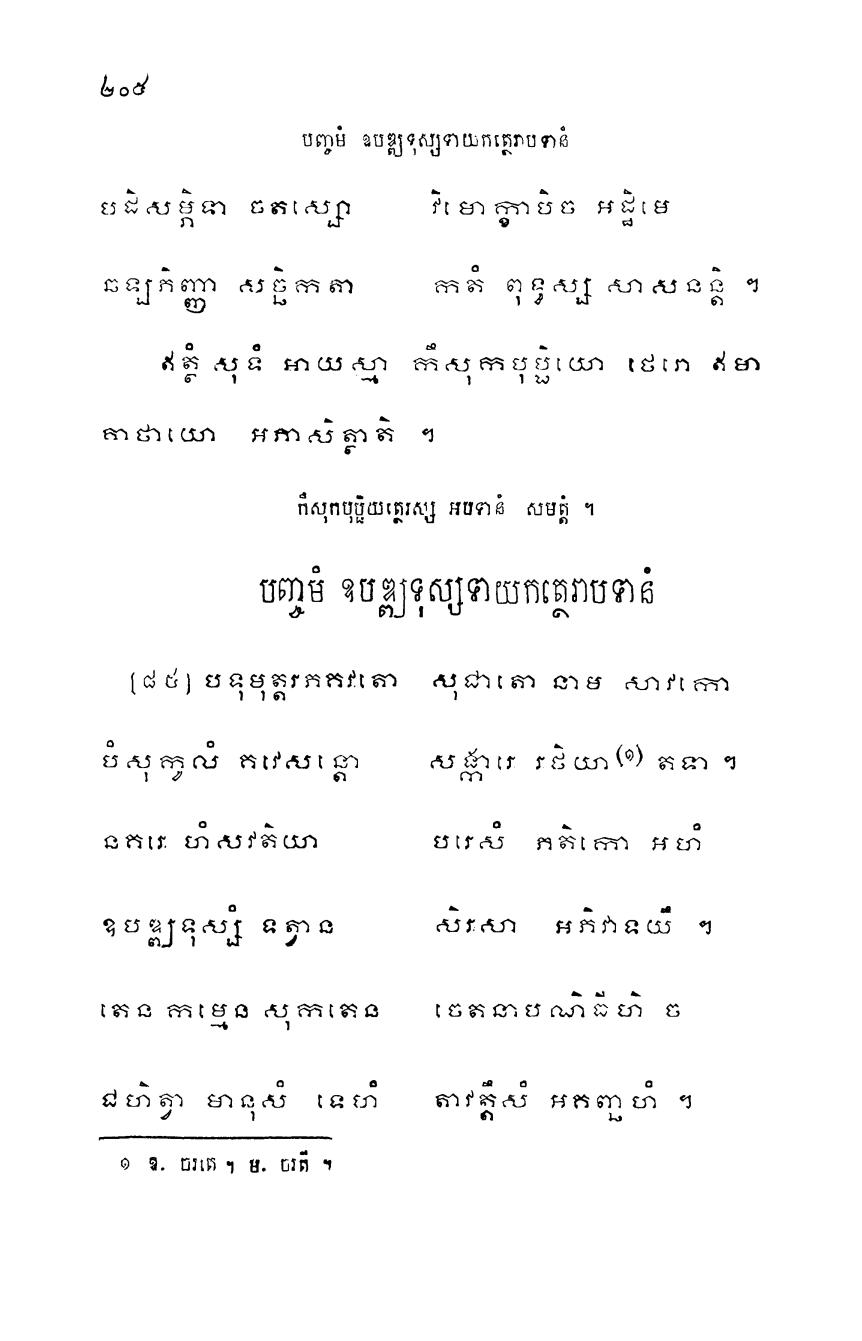 ២០៥
បញ្ចមំ ឧបឌ្ឍទុស្សទាយកត្ថេរាបទានំ
បដិសម្ភិទា ចតស្សោ វិមោក្ខាបិច អដ្ឋិមេ
ឆឡភិញ្ញា សច្ឆិកតា កតំ ពុទ្ធស្ស សាសនន្តិ ។
ឥត្ថំ សុទំ អាយស្មា កឹសុកបុប្ផិយោ ថេរោ ឥមា
គាថាយោ អភាសិត្ថាតិ ។
កឹសុកបុប្ផិយត្ថេរស្ស អបទានំ សមត្តំ ។
បញ្ចមំ ឧបឌ្ឍទុស្សទាយកត្ថេរាបទានំ
[៨៥] បទុមុត្តរភគវតោ សុជាតោ នាម សាវកោ
បំសុកូលំ គវេសន្តោ សង្ការេ រថិយា(១) តទា ។
នគរេ ហំសវតិយា បរេសំ ភតិកោ អហំ
ឧបឌ្ឍទុស្សំ ទត្វាន សិរសា អភិវាទយឹ ។
តេន កម្មេន សុកតេន ចេតនាបណិធីហិ ច
ជហិត្វា មានុសំ ទេហំ តាវត្តឹសំ អគញ្ឆហំ ។
១ ឱ. ចរតេ ។ ម. ចរតី ។